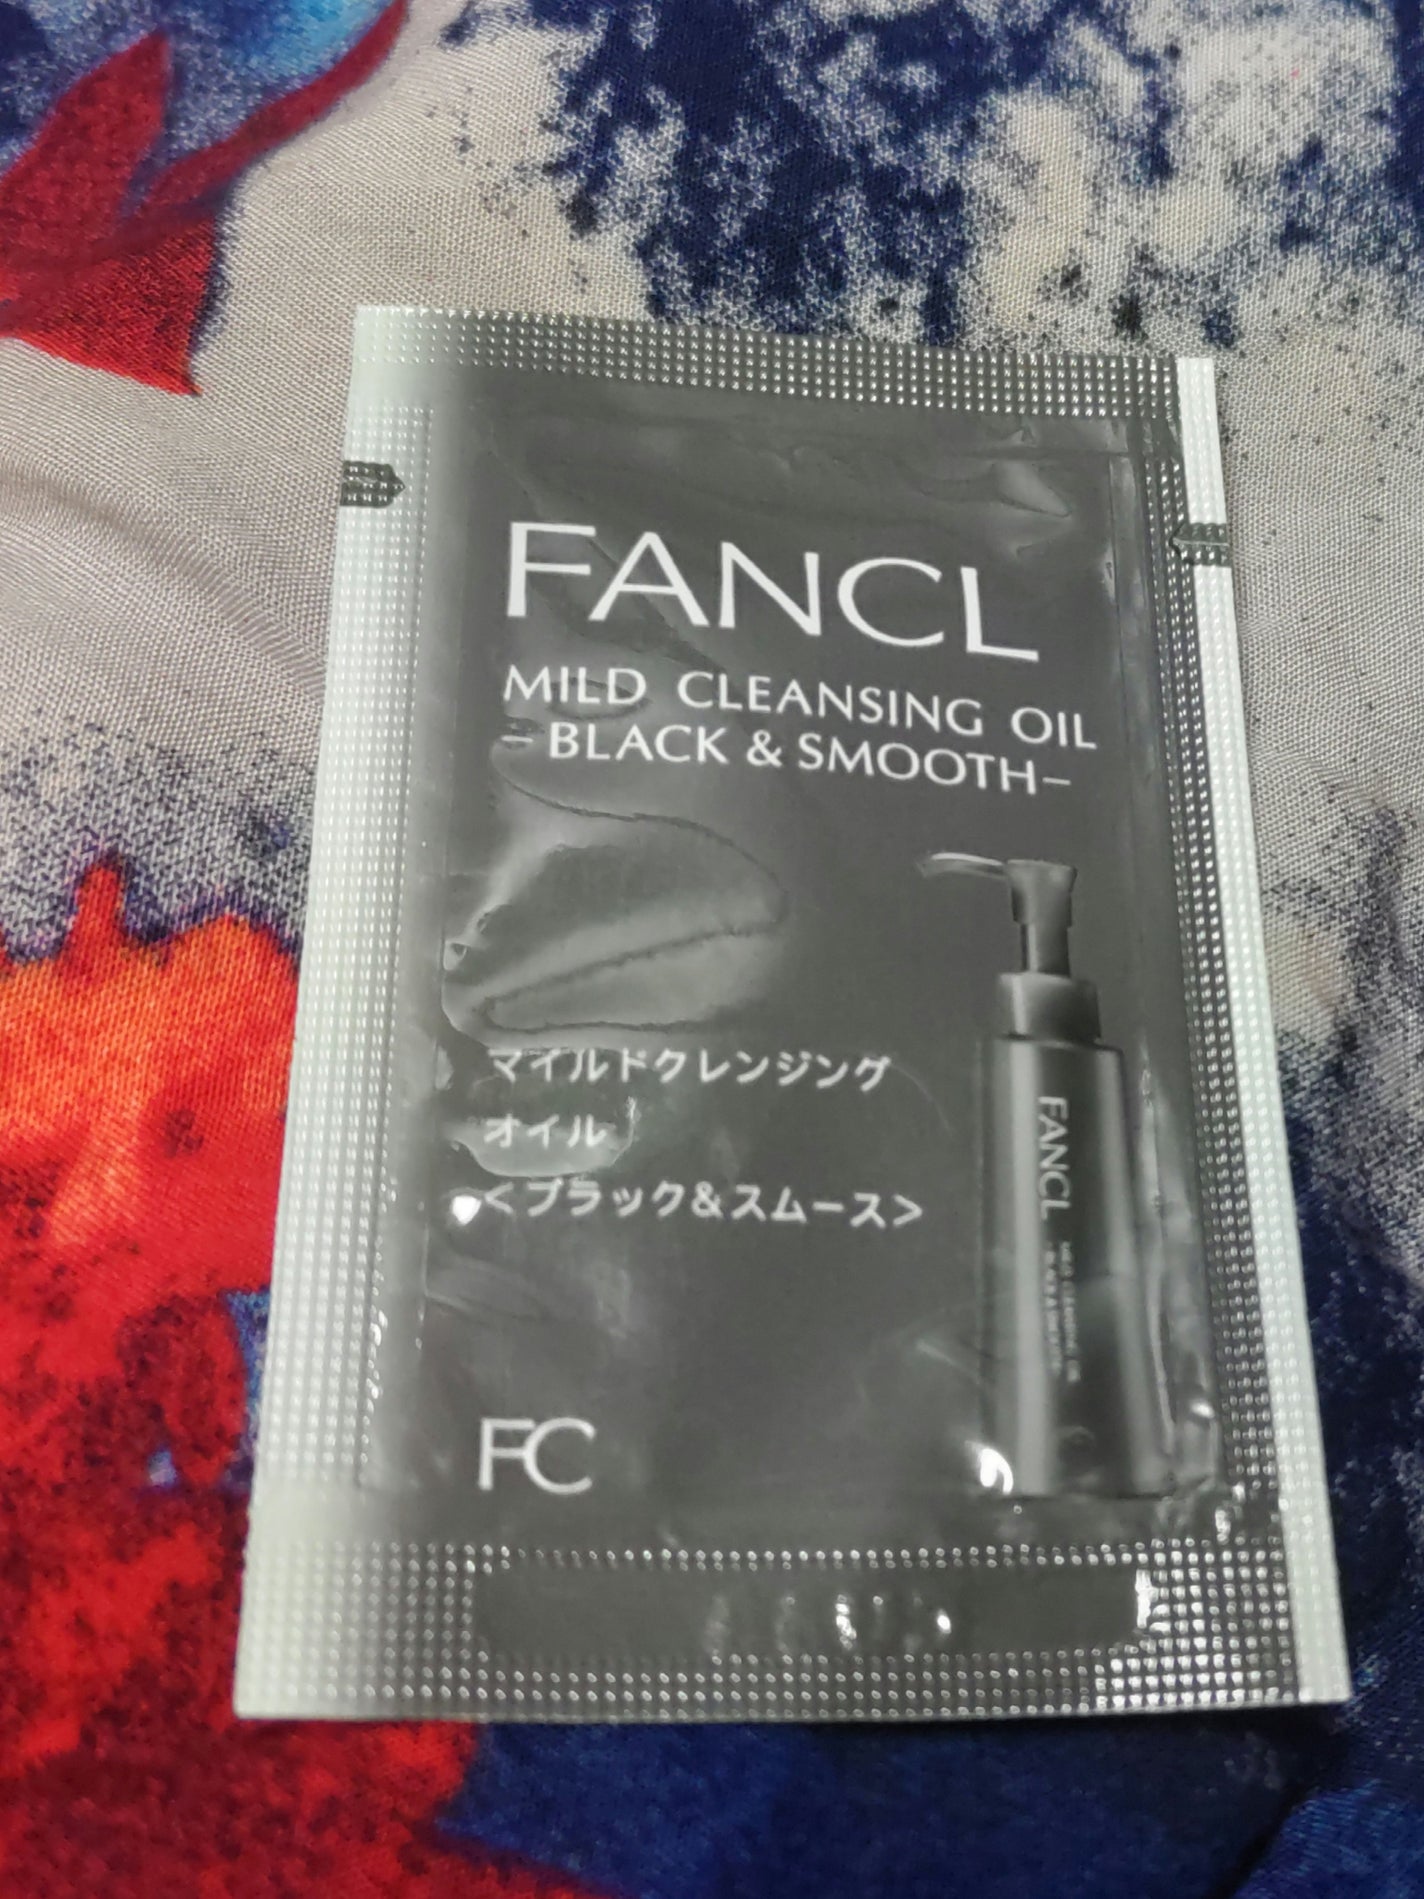 FANCL
MILD CLEANSING OIL
-BLACK & SMOOTH-
マイルドクレンジング
オイル
<ブラック&スムース>
FANCL
FC